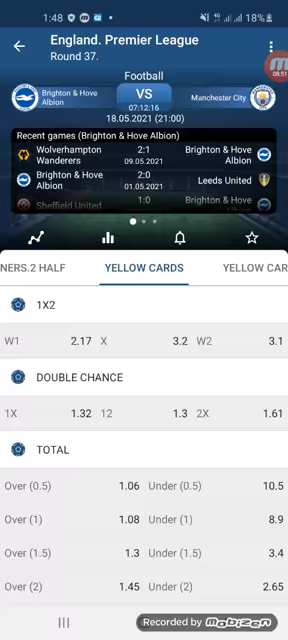 1:48
18%
England. Premier League
Round 37.
08:51
Football
Brighton & Hove Albion
VS
Manchester City
07:12:16
18.05.2021 (21:00)
Recent games (Brighton & Hove Albion)
Wolverhampton Wanderers 2:1 Brighton & Hove Albion
09.05.2021
Brighton & Hove Albion 2:0 Leeds United
01.05.2021
Sheffield United 1:0 Brighton & Hove
NERS.2 HALF YELLOW CARDS YELLOW CAR
1X2
W1 2.17 X 3.2 W2 3.1
DOUBLE CHANCE
1X 1.32 12 1.3 2X 1.61
TOTAL
Over (0.5) 1.06 Under (0.5) 10.5
Over (1) 1.08 Under (1) 8.9
Over (1.5) 1.3 Under (1.5) 3.4
Over (2) 1.45 Under (2) 2.65
Recorded by Mobizen